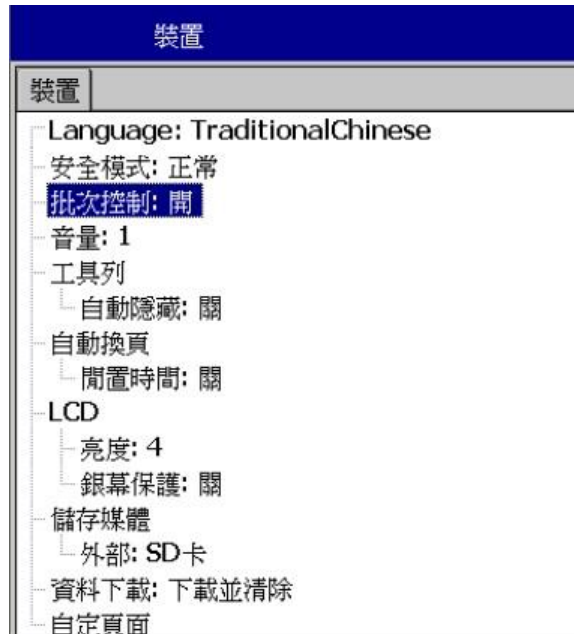 裝置
裝置
Language: TraditionalChinese
安全模式: 正常
批次控制: 開
音量: 1
工具列
自動隱藏: 關
自動換頁
閒置時間: 關
LCD
亮度: 4
銀幕保護: 關
儲存媒體
外部: SD卡
資料下載: 下載並清除
自定頁面